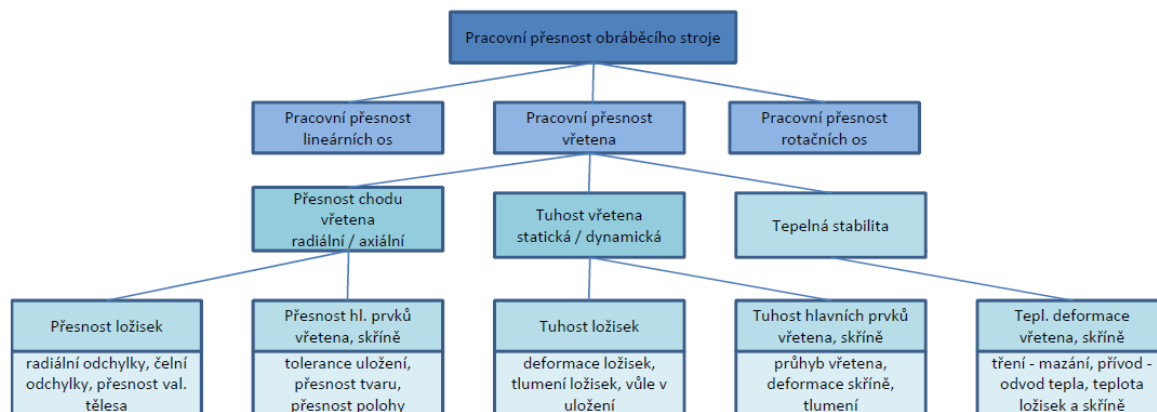 Pracovní přesnost obráběcího stroje
Pracovní přesnost
lineárních os
Pracovní přesnost
vřetena
Pracovní přesnost
rotačních os
Přesnost chodu
vřetena
radiální / axiální
Tuhost vřetena
statická / dynamická
Tepelná stabilita
Přesnost ložisek
radiální odchylky, čelní
odchylky, přesnost val.
tělesa
Přesnost hl. prvků
vřetena, skříně
tolerance uložení,
přesnost tvaru,
přesnost polohy
Tuhost ložisek
deformace ložisek,
tlumení ložisek, vůle v
uložení
Tuhost hlavních prvků
vřetena, skříně
průhyb vřetena,
deformace skříně,
tlumení
Tepl. deformace
vřetena, skříně
tření - mazání, přívod -
odvod tepla, teplota
ložisek a skříně